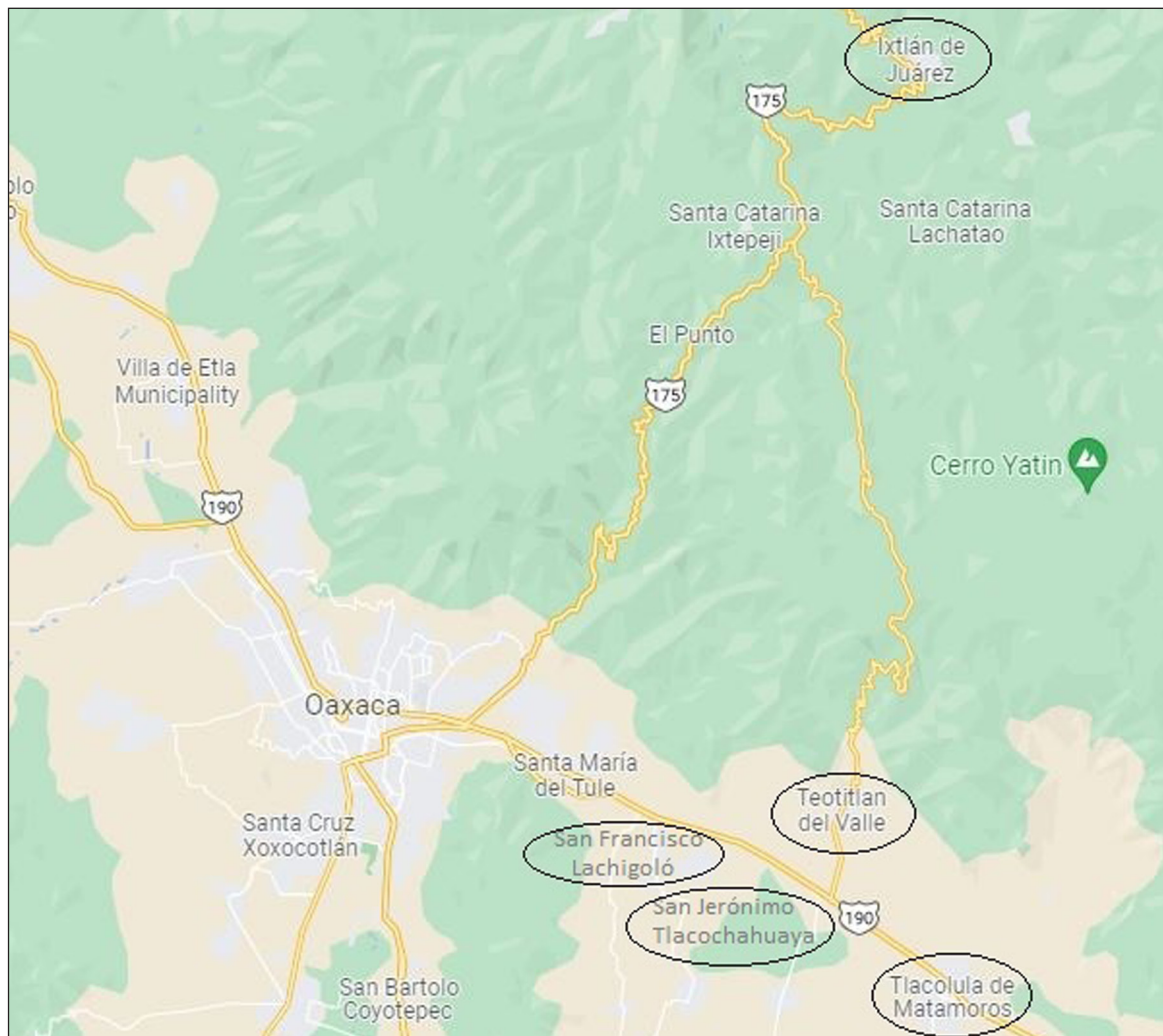 Ixtlán de
Juárez
175
olo
Santa Catarina
Ixtepeji
Santa Catarina
Lachatao
El Punto
Villa de Etla
Municipality
175
Cerro Yatin
190
Oaxaca
Santa María
del Tule
Teotitlan
del Valle
Santa Cruz
Xoxocotlán
San Francisco
Lachigoló
San Jerónimo
Tlacochahuaya
190
San Bartolo
Coyotepec
Tlacolula de
Matamoros